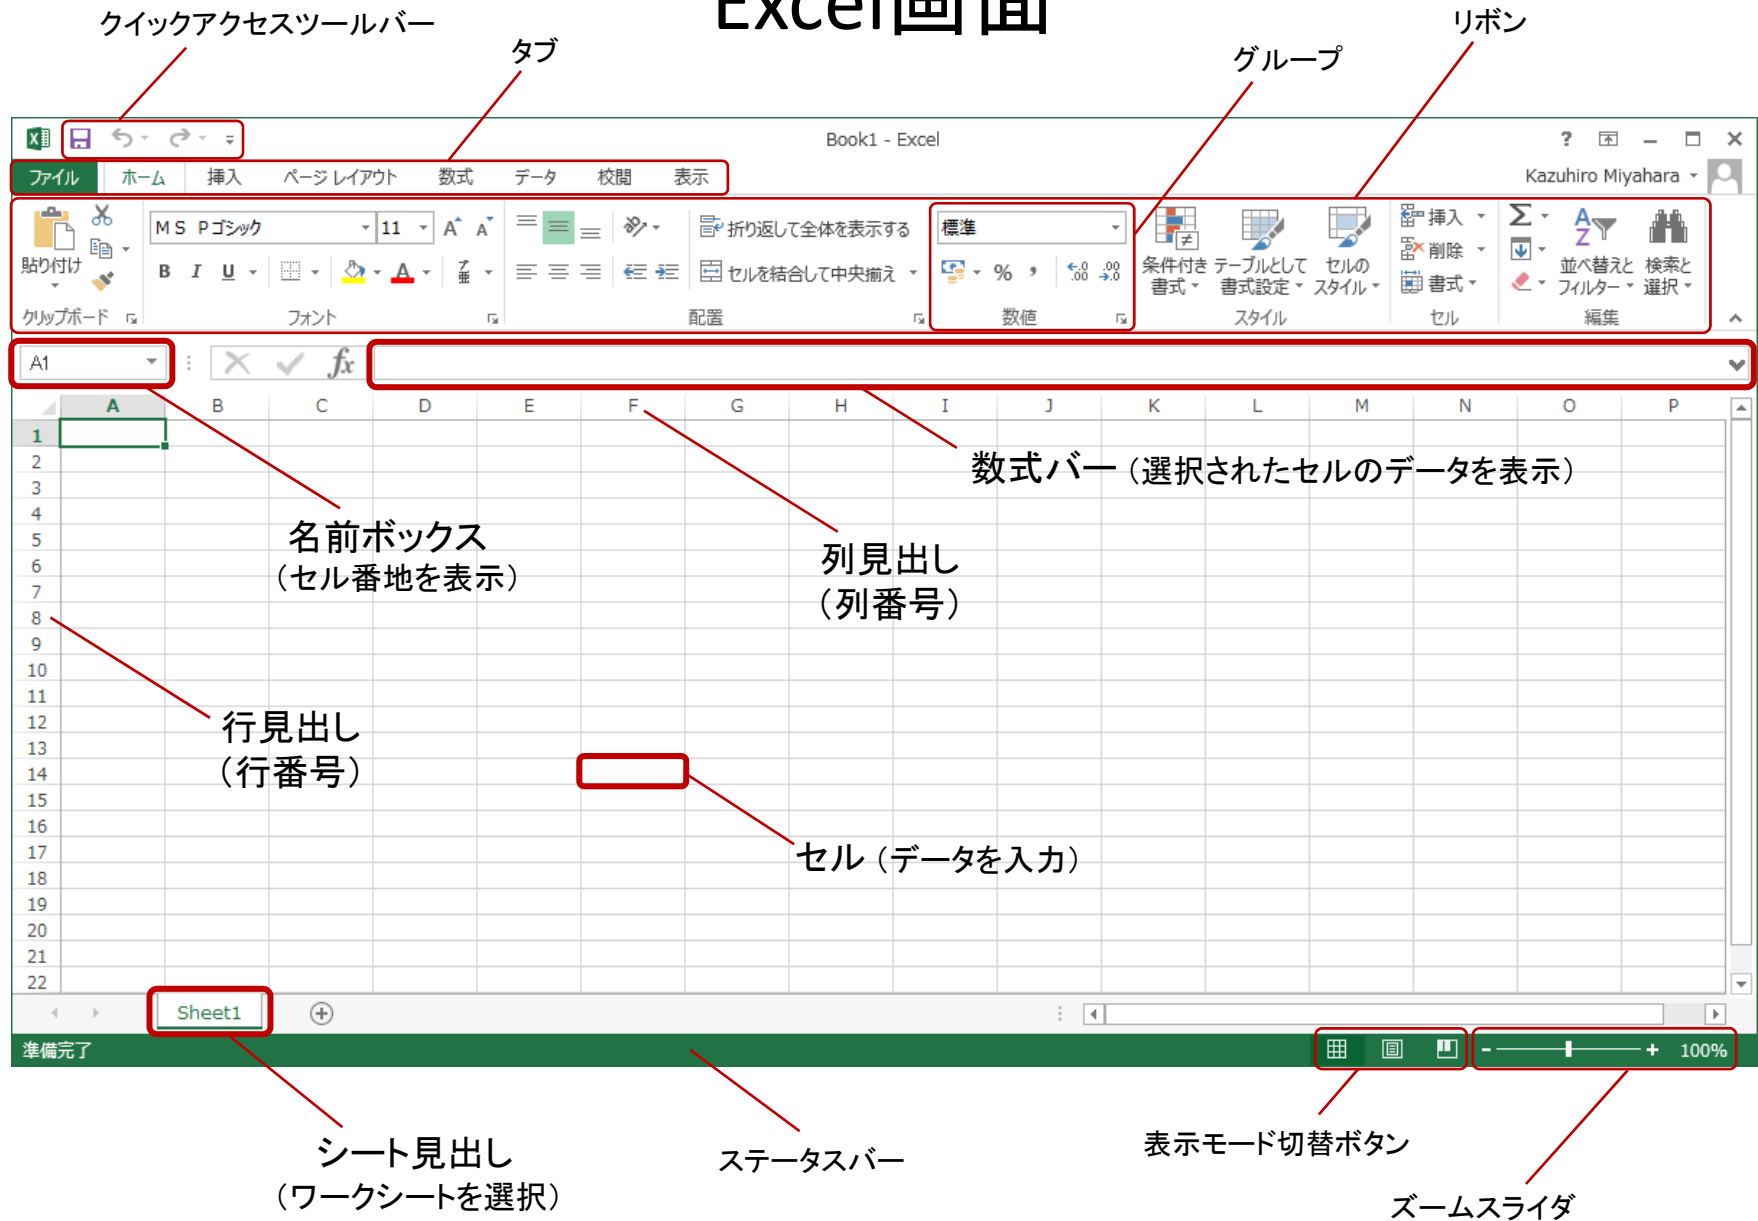 Excel画面
クイックアクセスツールバー
タブ
グループ
リボン
Book1 - Excel
?
ファイル ホーム 挿入 ページ レイアウト 数式 データ 校閲 表示
Kazuhiro Miyahara
貼り付け
クリップボード
ＭＳ Ｐゴシック 11
B I U
フォント
折り返して全体を表示する
セルを結合して中央揃え
配置
標準
% ,
数値
条件付き書式
テーブルとして書式設定
セルのスタイル
スタイル
挿入
削除
書式
セル
並べ替えとフィルター
検索と選択
編集
A1
fx
A B C D E F G H I J K L M N O P
1
2
3
4
5
6
7
8
9
10
11
12
13
14
15
16
17
18
19
20
21
22
数式バー（選択されたセルのデータを表示）
名前ボックス
（セル番地を表示）
列見出し
（列番号）
行見出し
（行番号）
セル（データを入力）
Sheet1
準備完了
100%
シート見出し
（ワークシートを選択）
ステータスバー
表示モード切替ボタン
ズームスライダ